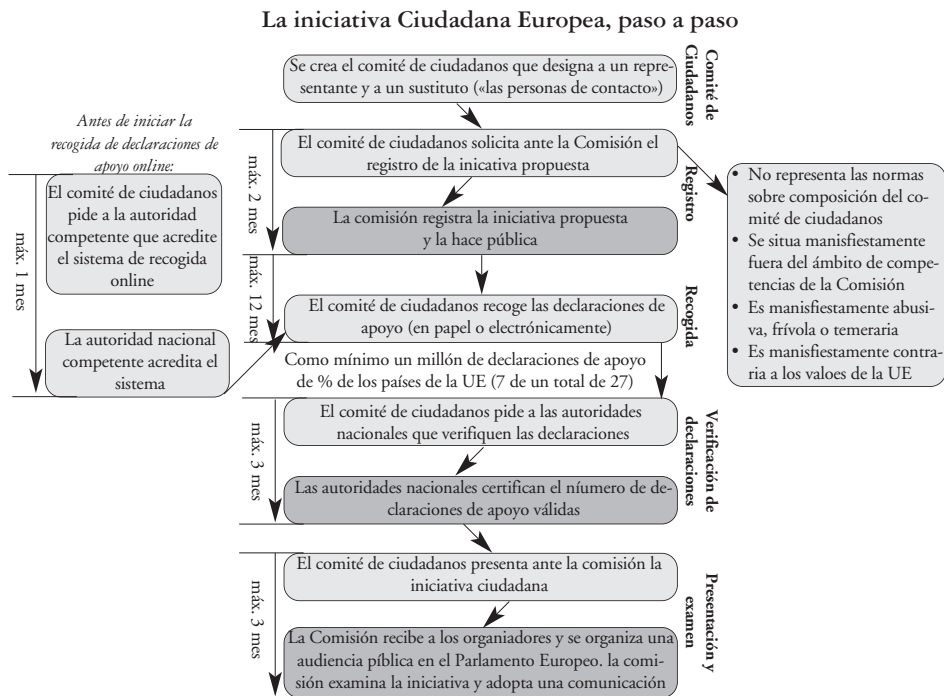 La iniciativa Ciudadana Europea, paso a paso
Se crea el comité de ciudadanos que designa a un repre-
sentante y a un sustituto («las personas de contacto»)
Comité de
Ciudadanos
Antes de iniciar la
recogida de declaraciones de
apoyo online:
El comité de ciudadanos
pide a la autoridad
competente que acredite
el sistema de recogida
online
La autoridad nacional
competente acredita el
sistema
máx. 1 mes
El comité de ciudadanos solicita ante la Comisión el
registro de la inicativa propuesta
La comisión registra la iniciativa propuesta
y la hace pública
máx. 2 mes
Registro
• No representa las normas
sobre composición del co-
mité de ciudadanos
• Se situa manisfiestamente
fuera del ámbito de compe-
tencias de la Comisión
• Es manisfiestamente abusi-
va, frívola o temeraria
• Es manisfiestamente contra-
ria a los valoes de la UE
máx. 12 mes
El comité de ciudadanos recoge las declaraciones de
apoyo (en papel o electrónicamente)
Recogida
Como mínimo un millón de declaraciones de apoyo
de % de los países de la UE (7 de un total de 27)
El comité de ciudadanos pide a las autoridades
nacionales que verifiquen las declaraciones
Las autoridades nacionales certifican el níumero de de-
claraciones de apoyo válidas
máx. 3 mes
Verificación de
declaraciones
El comité de ciudadanos presenta ante la comisión la
iniciativa ciudadana
La Comisión recibe a los organiadores y se organiza una
audiencia píblica en el Parlamento Europeo. la comi-
sión examina la iniciativa y adopta una comunicación
máx. 3 mes
Presentación y
examen